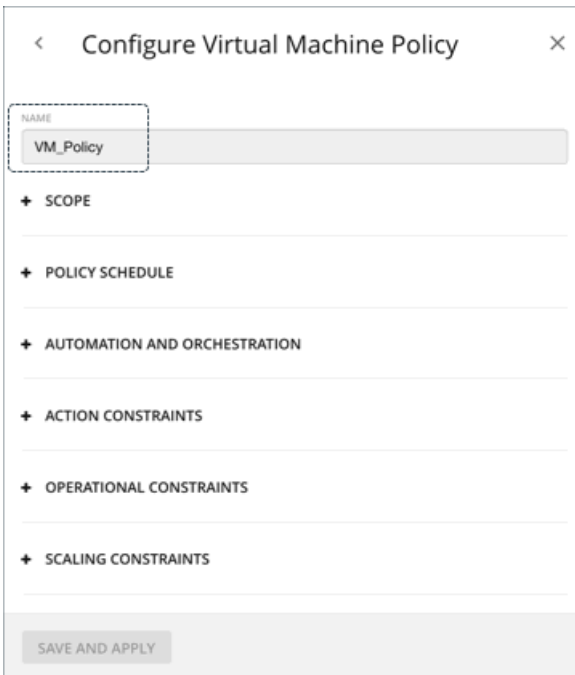 Configure Virtual Machine Policy
NAME
VM_Policy
SCOPE
POLICY SCHEDULE
AUTOMATION AND ORCHESTRATION
ACTION CONSTRAINTS
OPERATIONAL CONSTRAINTS
SCALING CONSTRAINTS
SAVE AND APPLY